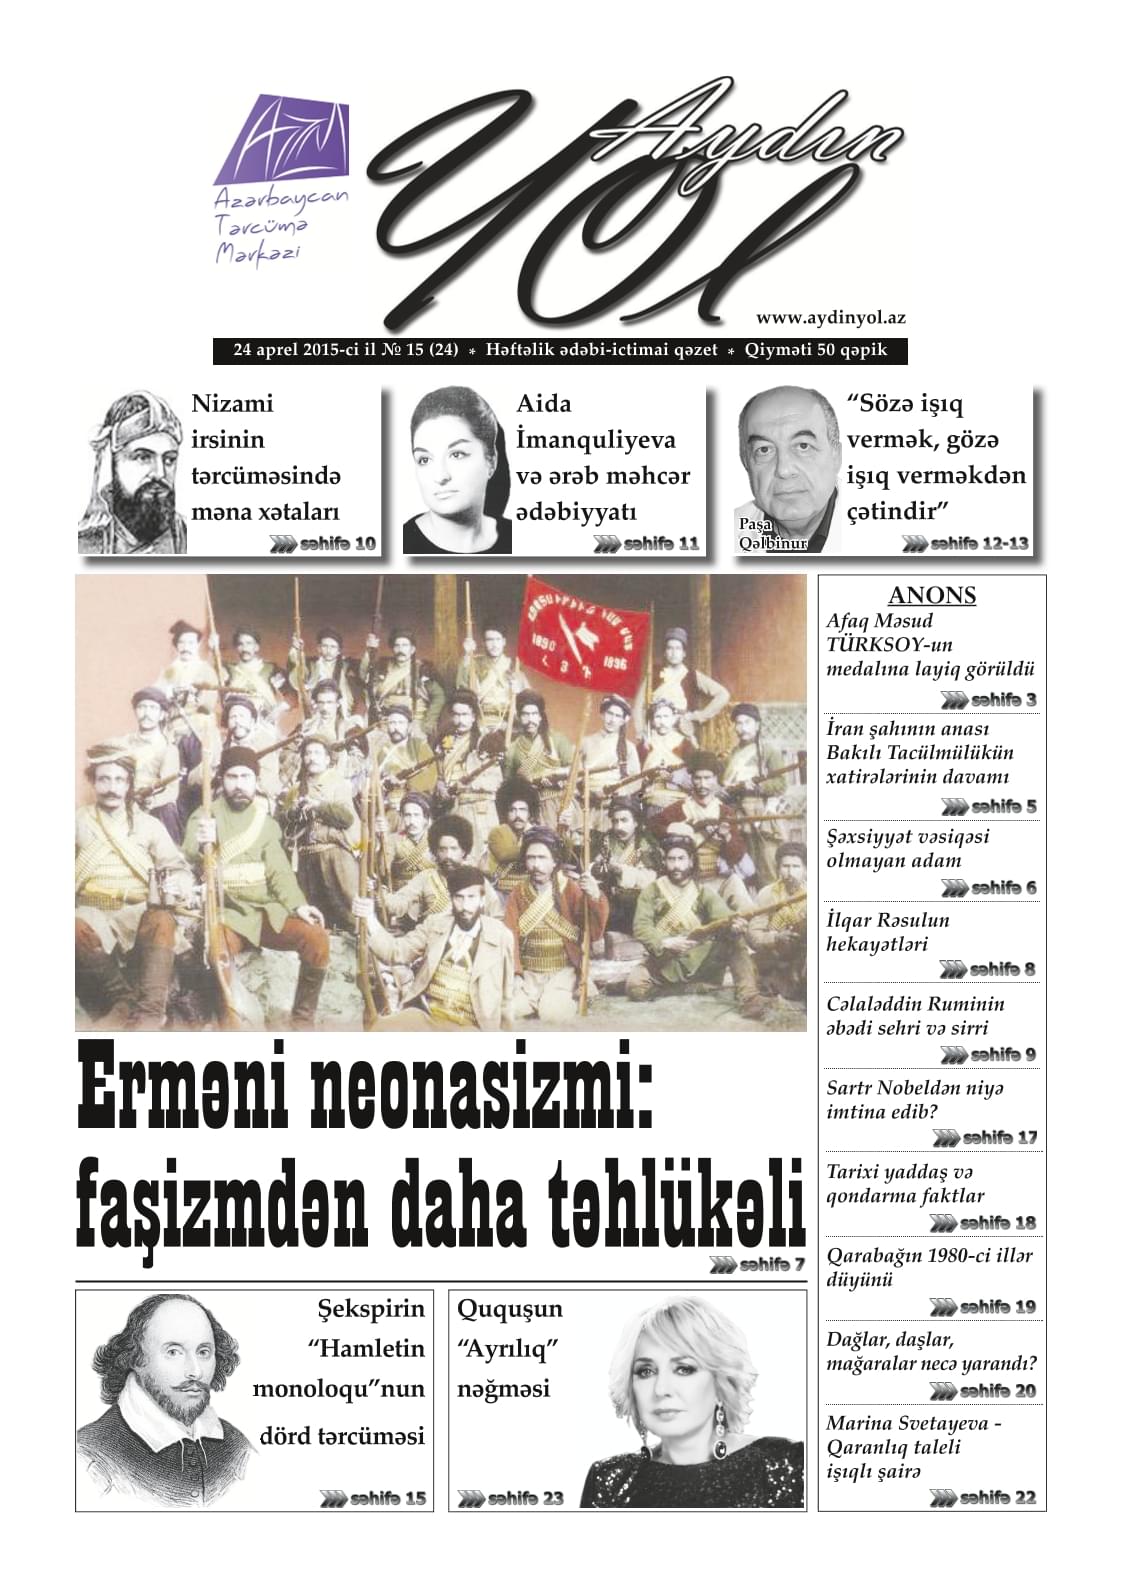 AZTM
Azərbaycan
Tərcümə
Mərkəzi
Aydın
Yol
www.aydinyol.az
24 aprel 2015-ci il № 15 (24) * Həftəlik ədəbi-ictimai qəzet * Qiyməti 50 qəpik
Nizami
irsinin
tərcüməsində
məna xətaları
səhifə 10
Aida
İmanquliyeva
və ərəb məhcər
ədəbiyyatı
səhifə 11
“Sözə işıq
vermək, gözə
işıq verməkdən
çətindir”
Paşa
Qəlbinur
səhifə 12-13
1890
1896
Հ Յ Դ
Erməni neonasizmi:
faşizmdən daha təhlükəli
səhifə 7
Şekspirin
“Hamletin
monoloqu”nun
dörd tərcüməsi
səhifə 15
Ququşun
“Ayrılıq”
nəğməsi
səhifə 23
ANONS
Afaq Məsud
TÜRKSOY-un
medalına layiq görüldü
səhifə 3
İran şahının anası
Bakılı Tacülmülükün
xatirələrinin davamı
səhifə 5
Şəxsiyyət vəsiqəsi
olmayan adam
səhifə 6
İlqar Rəsulun
hekayətləri
səhifə 8
Cəlaləddin Ruminin
əbədi sehri və sirri
səhifə 9
Sartr Nobeldən niyə
imtina edib?
səhifə 17
Tarixi yaddaş və
qondarma faktlar
səhifə 18
Qarabağın 1980-ci illər
düyünü
səhifə 19
Dağlar, daşlar,
mağaralar necə yarandı?
səhifə 20
Marina Svetayeva -
Qaranlıq taleli
işıqlı şairə
səhifə 22